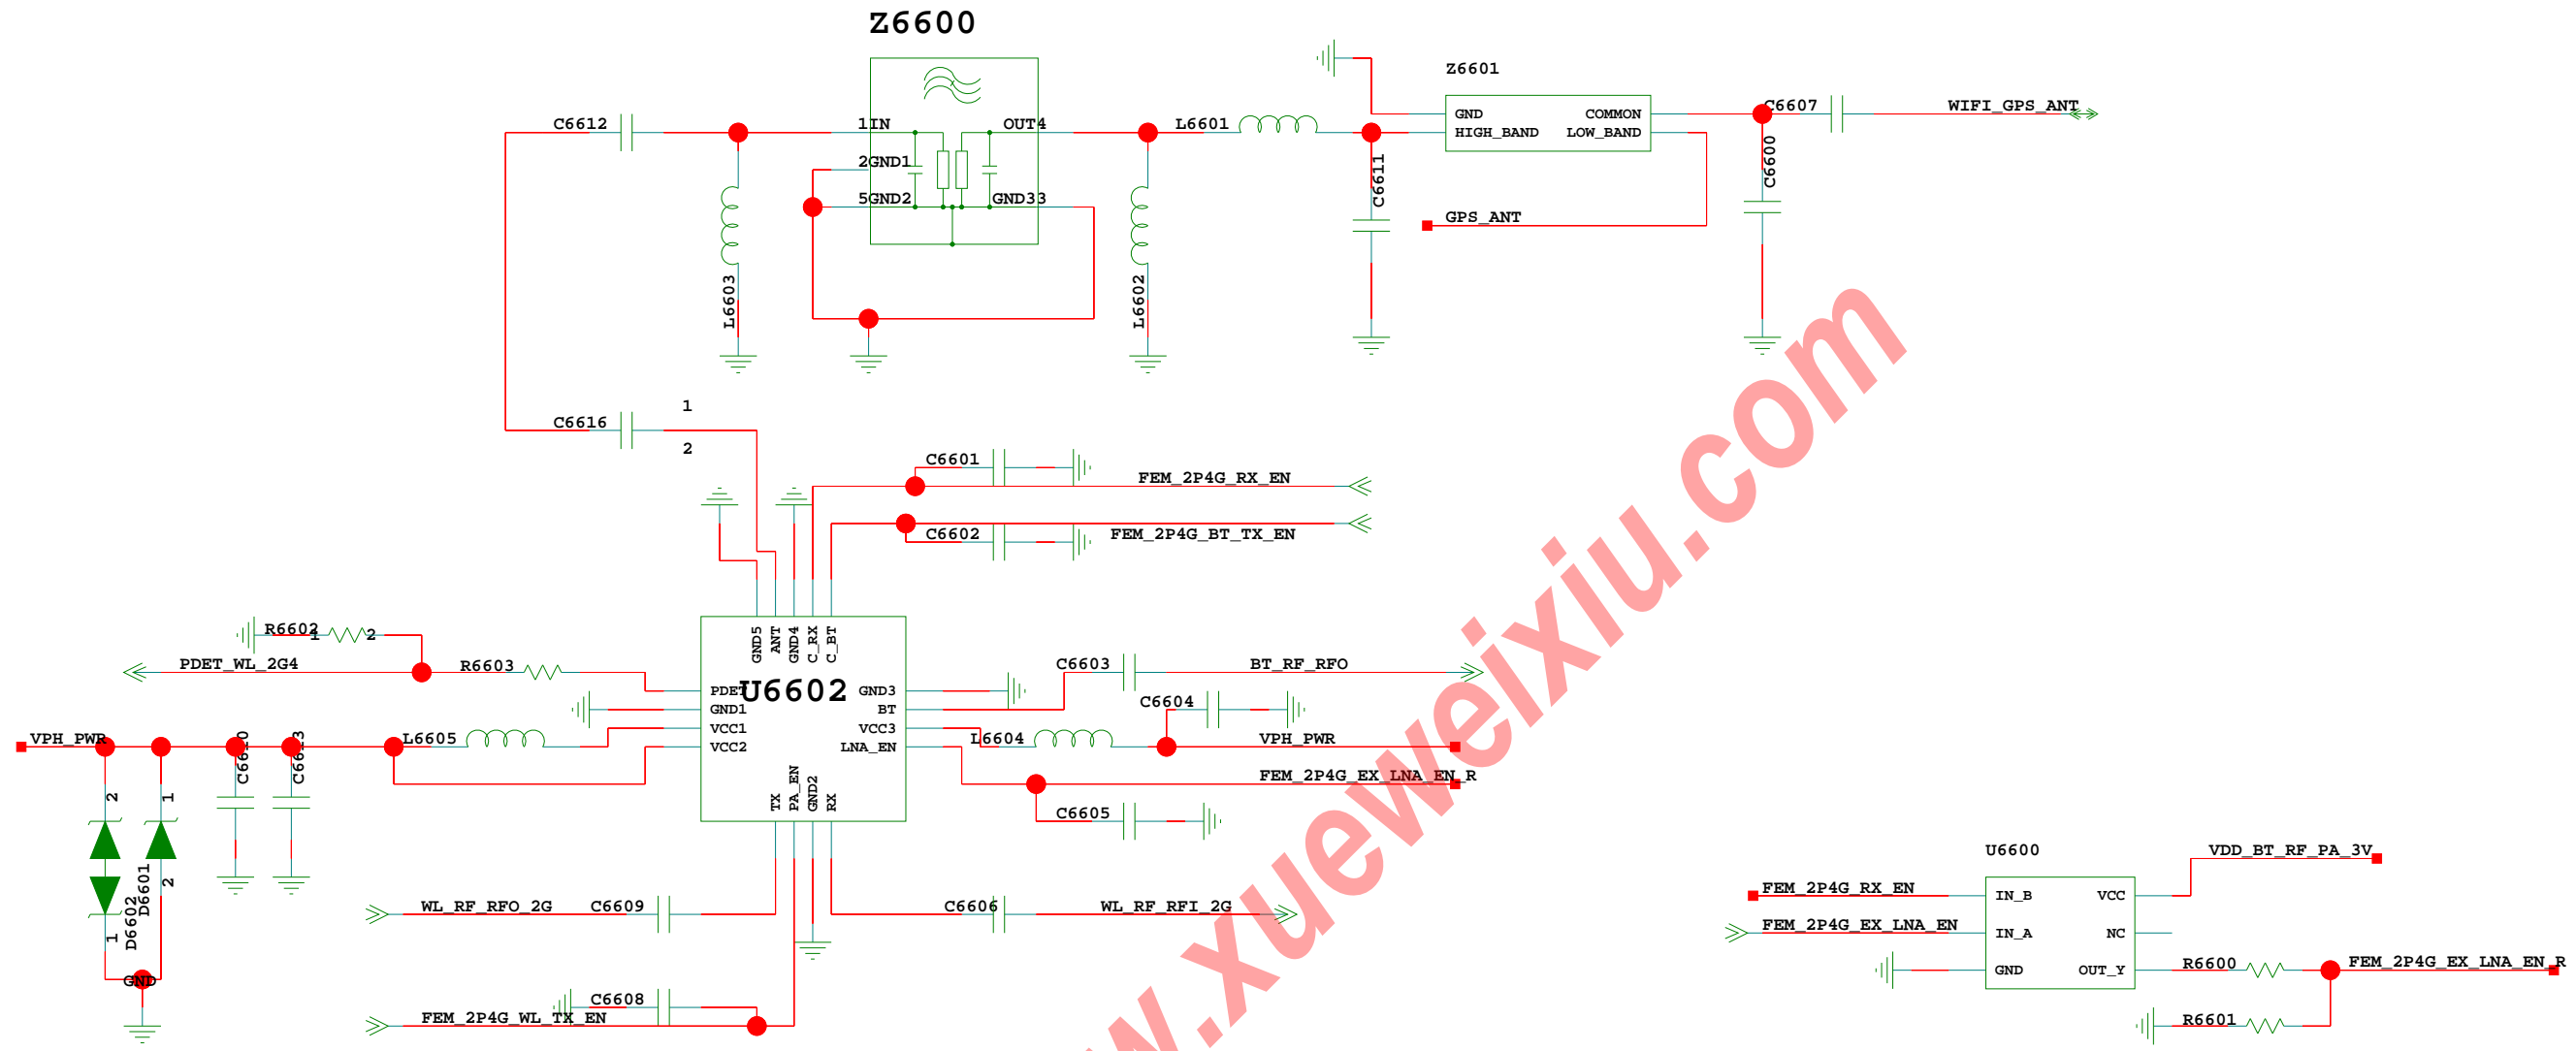 Z6600
Z6601
C6612
1IN
OUT4
L6601
GND
COMMON
C6607
WIFI_GPS_ANT
HIGH_BAND
LOW_BAND
2GND1
5GND2
GND33
C6611
C6600
GPS_ANT
L6603
L6602
C6616
1
2
C6601
FEM_2P4G_RX_EN
C6602
FEM_2P4G_BT_TX_EN
R6602
1
2
PDET_WL_2G4
R6603
GND5
ANT
GND4
C_RX
C_BT
U6602
PDET
GND1
VCC1
VCC2
GND3
BT
VCC3
LNA_EN
TX
PA_EN
GND2
RX
C6603
BT_RF_RFO
C6604
L6604
VPH_PWR
FEM_2P4G_EX_LNA_EN_R
C6605
VPH_PWR
C6610
C6613
L6605
2
1
D6602
D6601
1
2
GND
WL_RF_RFO_2G
C6609
C6606
WL_RF_RFI_2G
C6608
FEM_2P4G_WL_TX_EN
U6600
VDD_BT_RF_PA_3V
FEM_2P4G_RX_EN
IN_B
VCC
FEM_2P4G_EX_LNA_EN
IN_A
NC
GND
OUT_Y
R6600
FEM_2P4G_EX_LNA_EN_R
R6601
w.xueweixiu.com